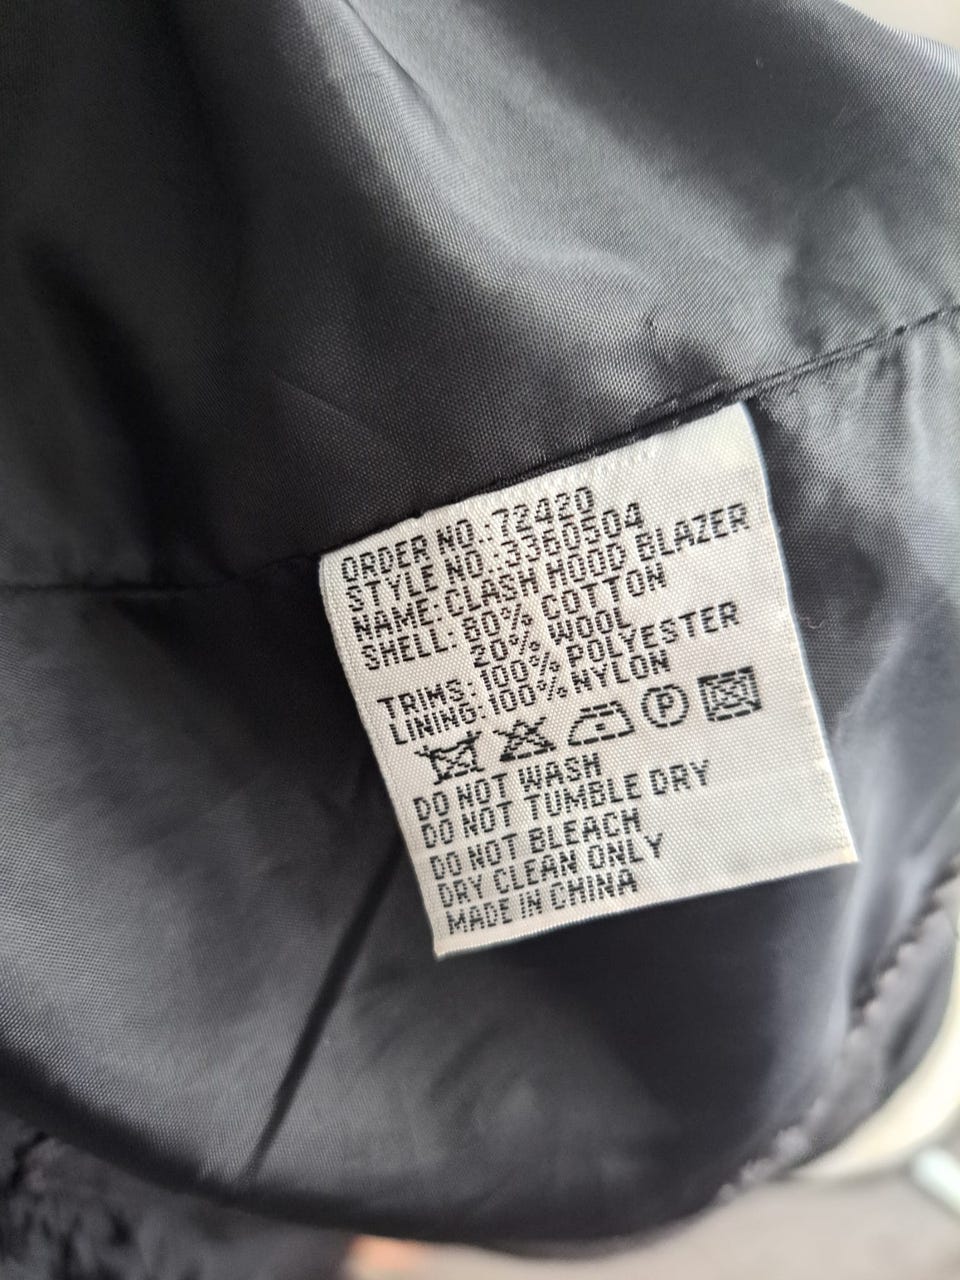 ORDER NO.:72420
STYLE NO.:3360504
NAME:CLASH HOOD BLAZER
SHELL: 80% COTTON
20% WOOL
TRIMS:100% POLYESTER
LINING:100% NYLON
P
DO NOT WASH
DO NOT TUMBLE DRY
DO NOT BLEACH
DRY CLEAN ONLY
MADE IN CHINA